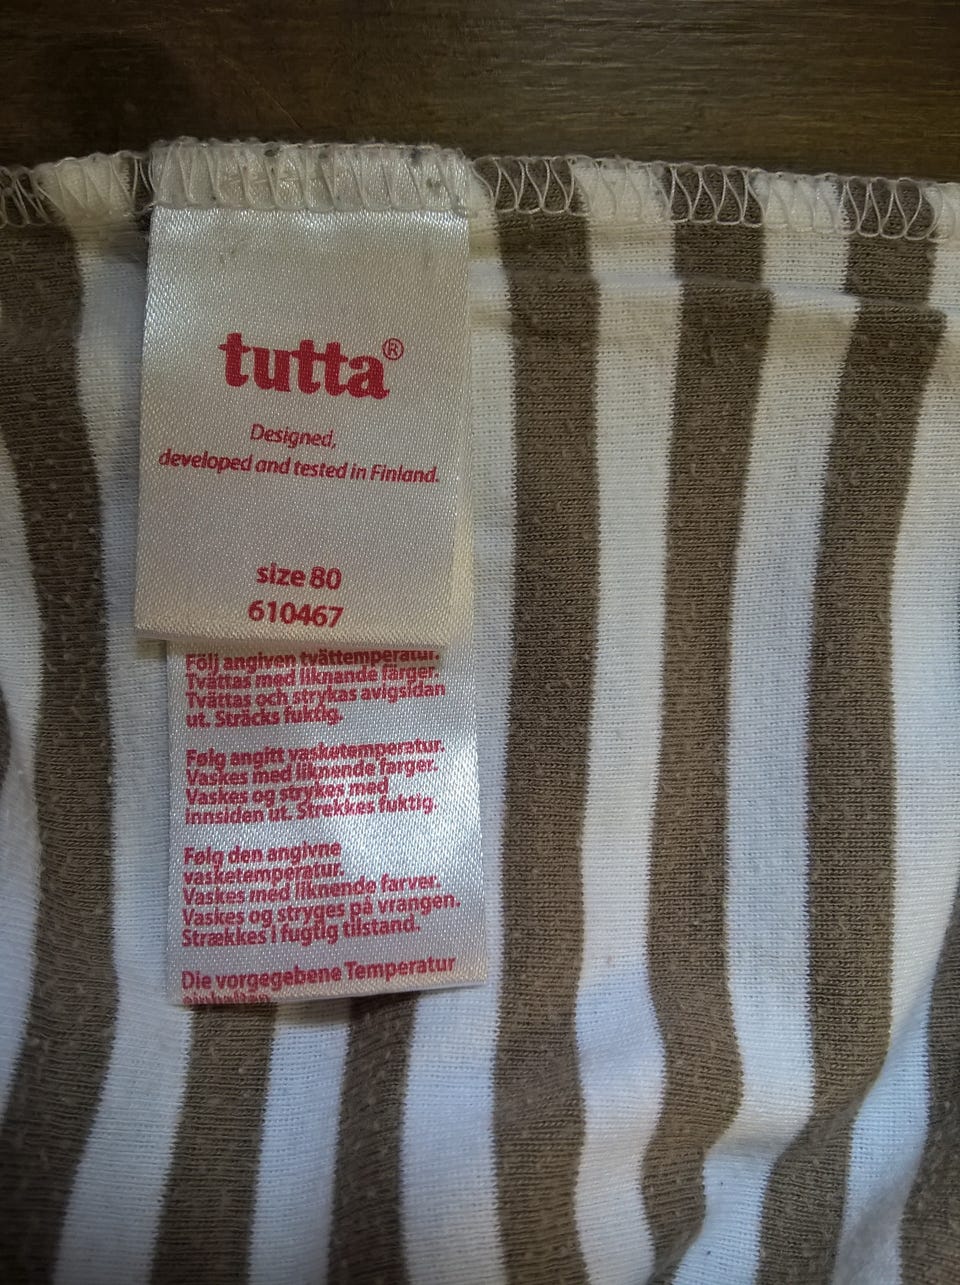 tutta®
Designed,
developed and tested in Finland.
size 80
610467
Följ angiven tvättemperatur.
Tvättas med liknande färger.
Tvättas och strykas avigsidan
ut. Sträcks fuktig.
Følg angitt vasketemperatur.
Vaskes med liknende farger.
Vaskes og strykes med
innsiden ut. Strekkes fuktig.
Følg den angivne
vasketemperatur.
Vaskes med liknende farver.
Vaskes og stryges på vrangen.
Strækkes i fugtig tilstand.
Die vorgegebene Temperatur
einhalten